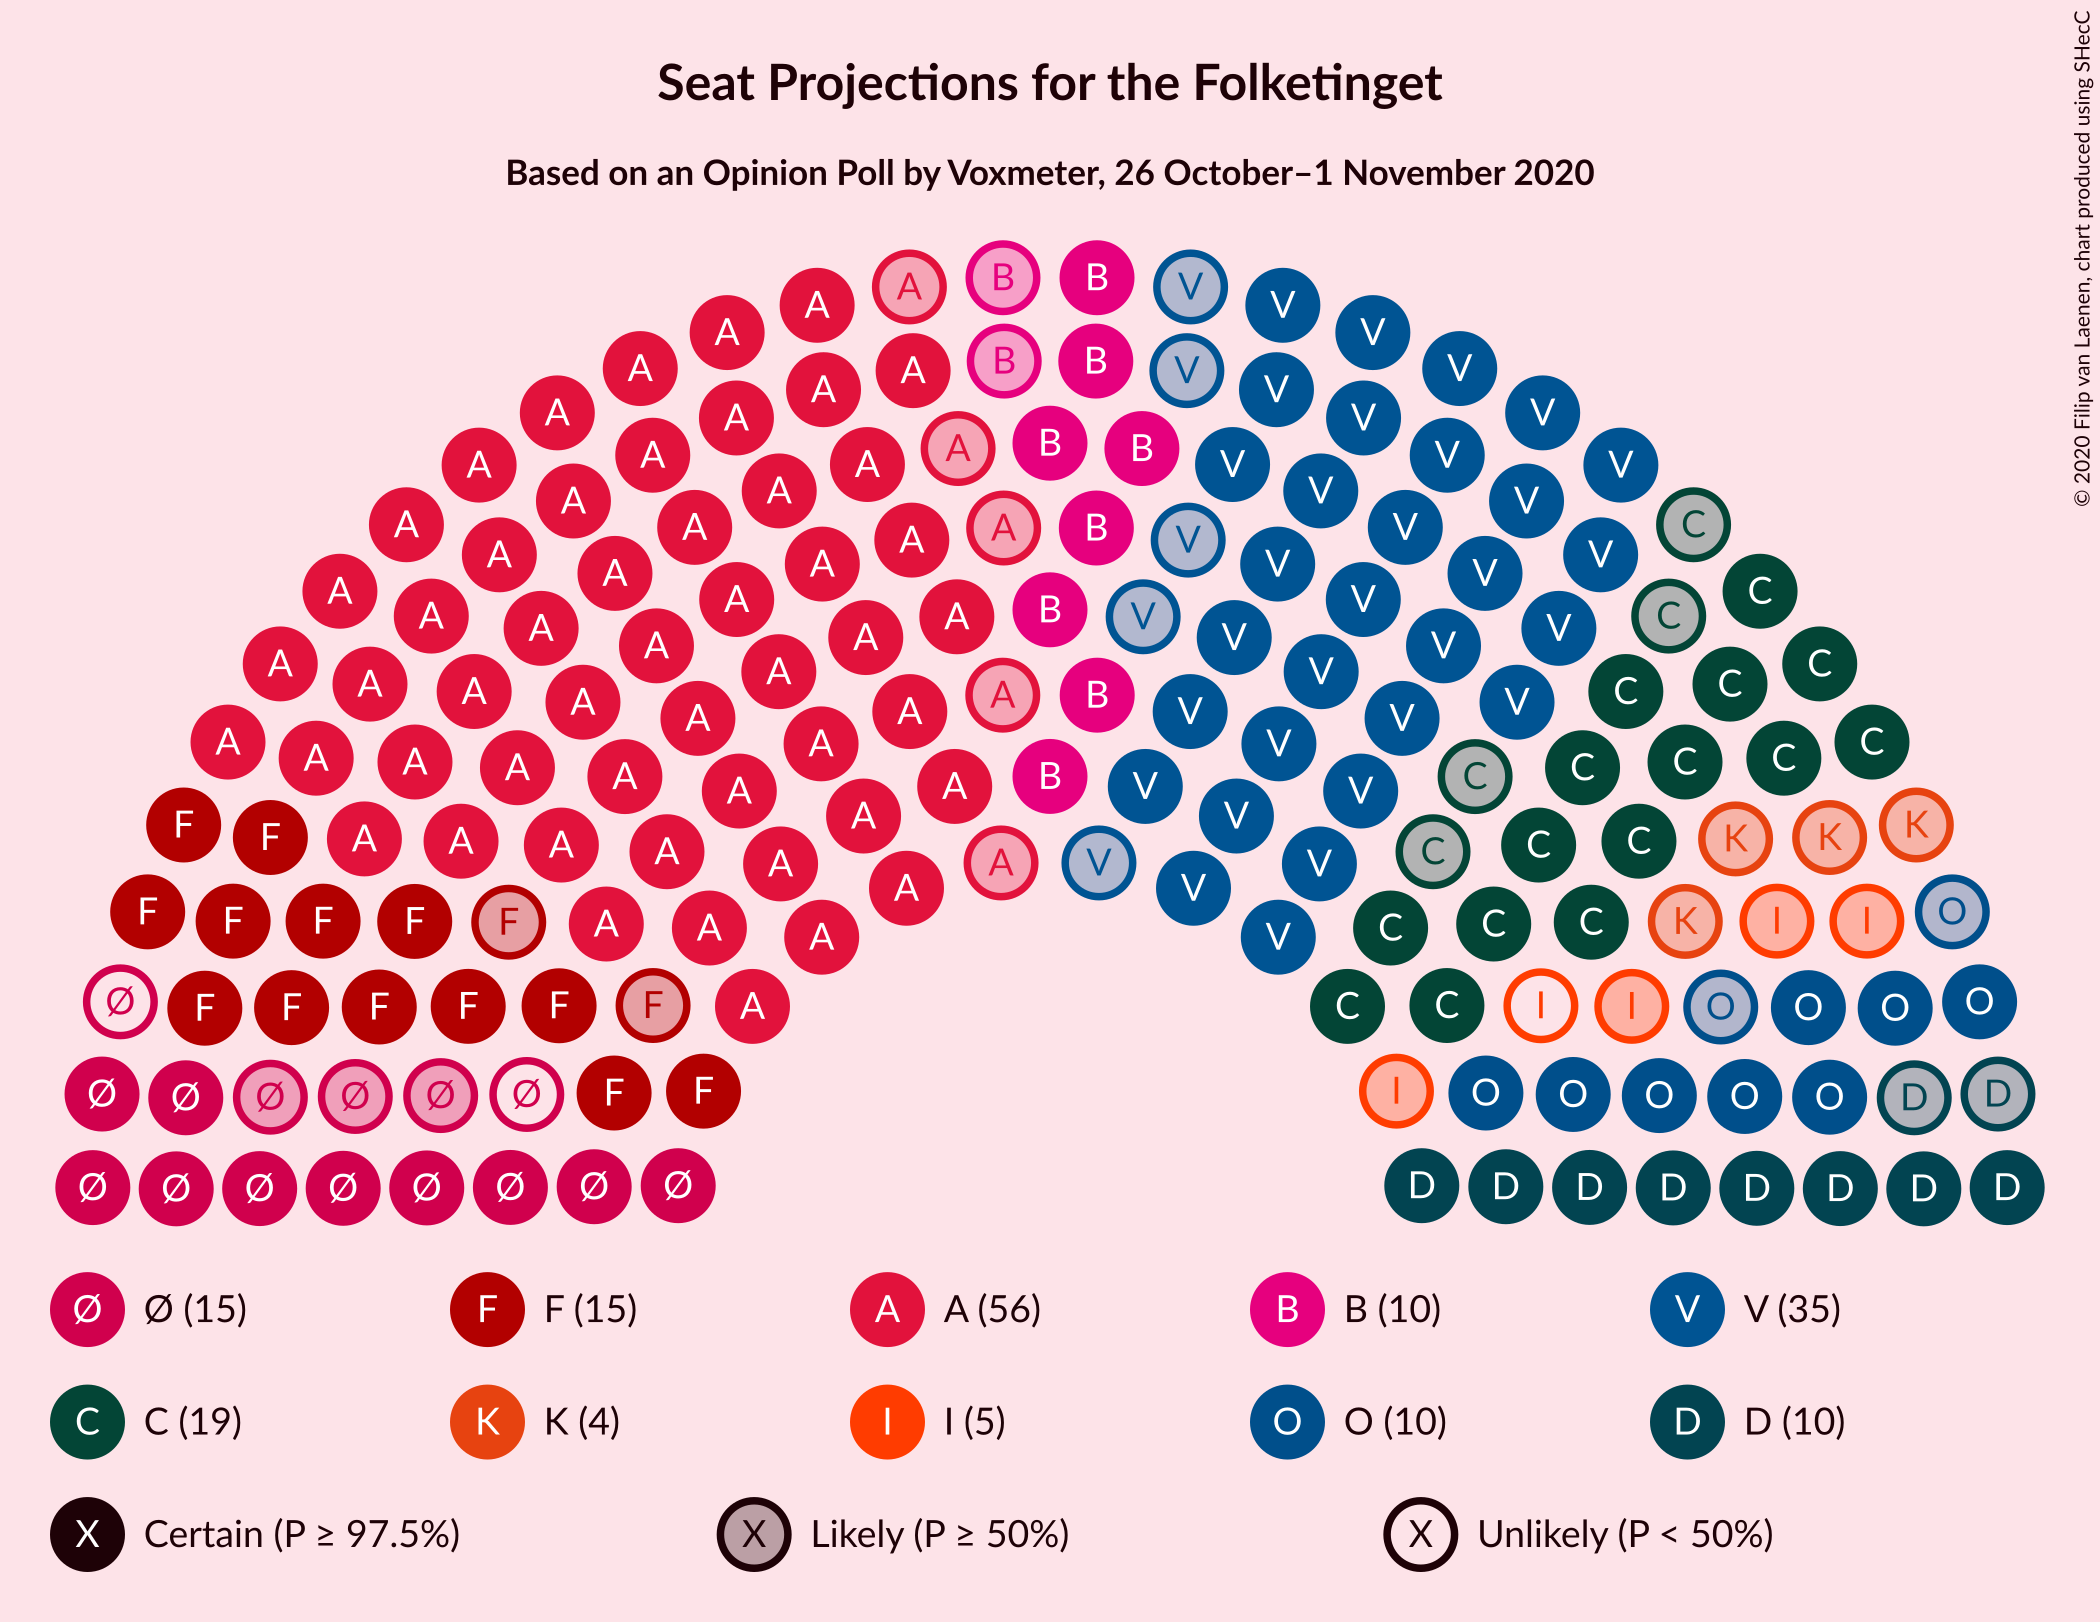 Seat Projections for the Folketinget
Based on an Opinion Poll by Voxmeter, 26 October–1 November 2020
© 2020 Filip van Laenen, chart produced using SHecC
A B B V
A V
A V
A A B B V V
A A V V
A A A B B V V V
A V V
A A A A B V V V C
A A V V
A A A A A B V V V V C C
A A A A V V V C
A A A A A A B V V V V C C C
A A A A A A V V V C C C
A A A A A A B V V V C C C
F F A A A A A A V V C C C K K K
F F F F F A A A A V V C C C K I I O
Ø F F F F F F A C C I I O O O O
Ø Ø Ø Ø Ø Ø F F I O O O O O D D
Ø Ø Ø Ø Ø Ø Ø Ø D D D D D D D D
Ø Ø (15) F F (15) A A (56) B B (10) V V (35)
C C (19) K K (4) I I (5) O O (10) D D (10)
X Certain (P ≥ 97.5%) X Likely (P ≥ 50%) X Unlikely (P < 50%)